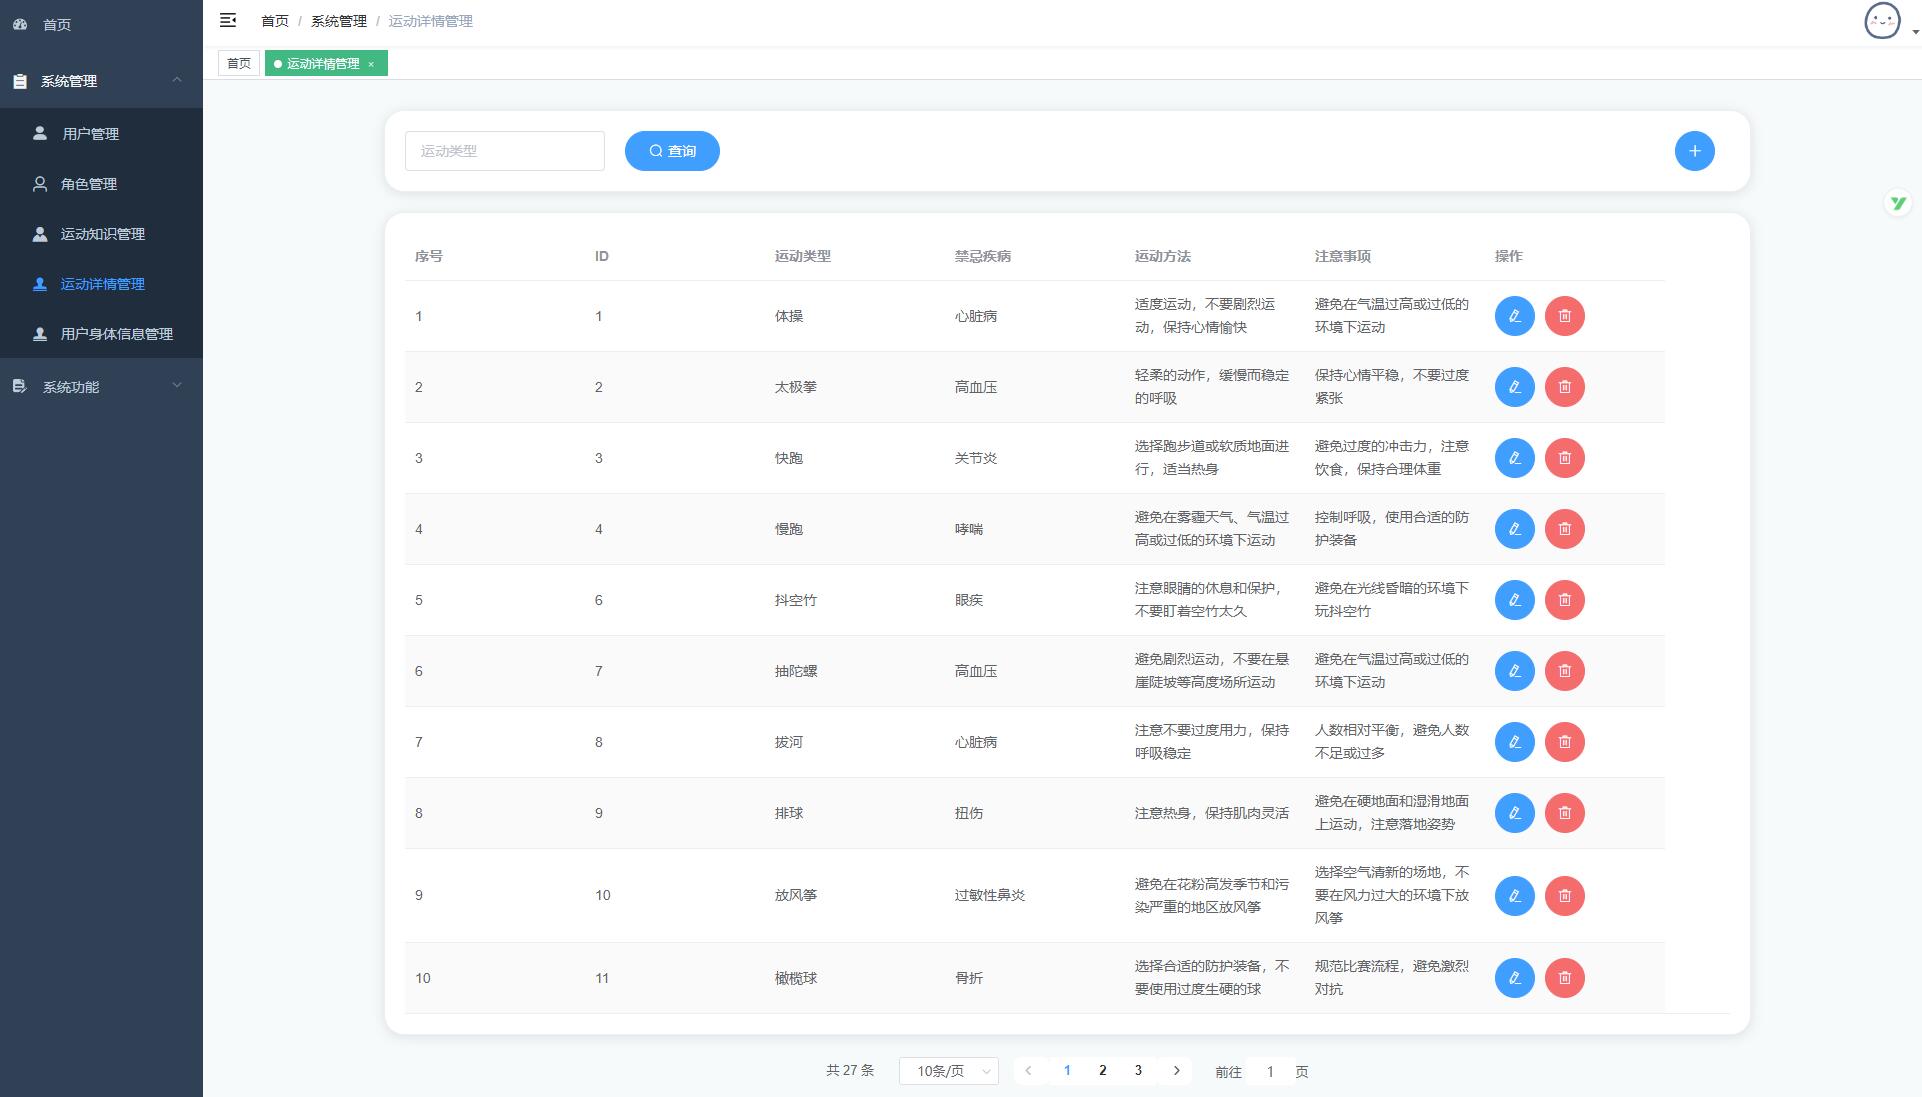 首页
系统管理
用户管理
角色管理
运动知识管理
运动详情管理
用户身体信息管理
系统功能
首页 / 系统管理 / 运动详情管理
首页
运动详情管理 ×
运动类型
查询
序号 ID 运动类型 禁忌疾病 运动方法 注意事项 操作
1 1 体操 心脏病 适度运动，不要剧烈运 避免在气温过高或过低的
动，保持心情愉快 环境下运动
2 2 太极拳 高血压 轻柔的动作，缓慢而稳定 保持心情平稳，不要过度
的呼吸 紧张
3 3 快跑 关节炎 选择跑步道或软质地面进 避免过度的冲击力，注意
行，适当热身 饮食，保持合理体重
4 4 慢跑 哮喘 避免在雾霾天气、气温过 控制呼吸，使用合适的防
高或过低的环境下运动 护装备
5 6 抖空竹 眼疾 注意眼睛的休息和保护， 避免在光线昏暗的环境下
不要盯着空竹太久 玩抖空竹
6 7 抽陀螺 高血压 避免剧烈运动，不要在悬 避免在气温过高或过低的
崖陡坡等高度场所运动 环境下运动
7 8 拔河 心脏病 注意不要过度用力，保持 人数相对平衡，避免人数
呼吸稳定 不足或过多
8 9 排球 扭伤 注意热身，保持肌肉灵活 避免在硬地面和湿滑地面
上运动，注意落地姿势
9 10 放风筝 过敏性鼻炎 避免在花粉高发季节和污 选择空气清新的场地，不
染严重的地区放风筝 要在风力过大的环境下放
风筝
10 11 橄榄球 骨折 选择合适的防护装备，不 规范比赛流程，避免激烈
要使用过度生硬的球 对抗
共 27 条 10条/页 1 2 3 前往 1 页